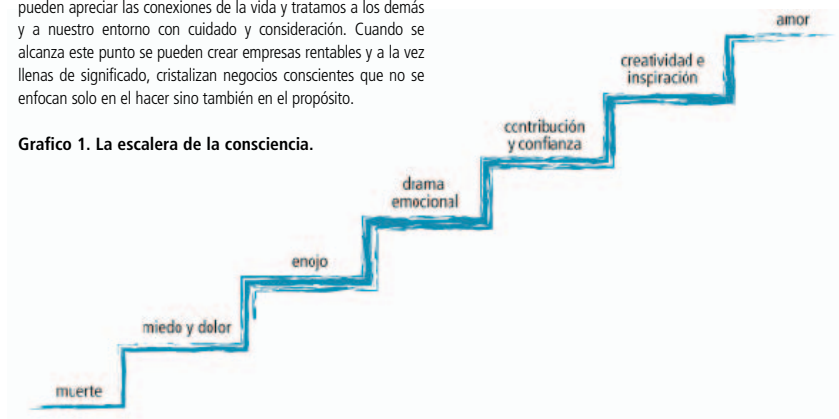 pueden apreciar las conexiones de la vida y tratamos a los demás
y a nuestro entorno con cuidado y consideración. Cuando se
alcanza este punto se pueden crear empresas rentables y a la vez
llenas de significado, cristalizan negocios conscientes que no se
enfocan solo en el hacer sino también en el propósito.
Grafico 1. La escalera de la consciencia.
amor
creatividad e
inspiración
contribución
y confianza
drama
emocional
enojo
miedo y dolor
muerte